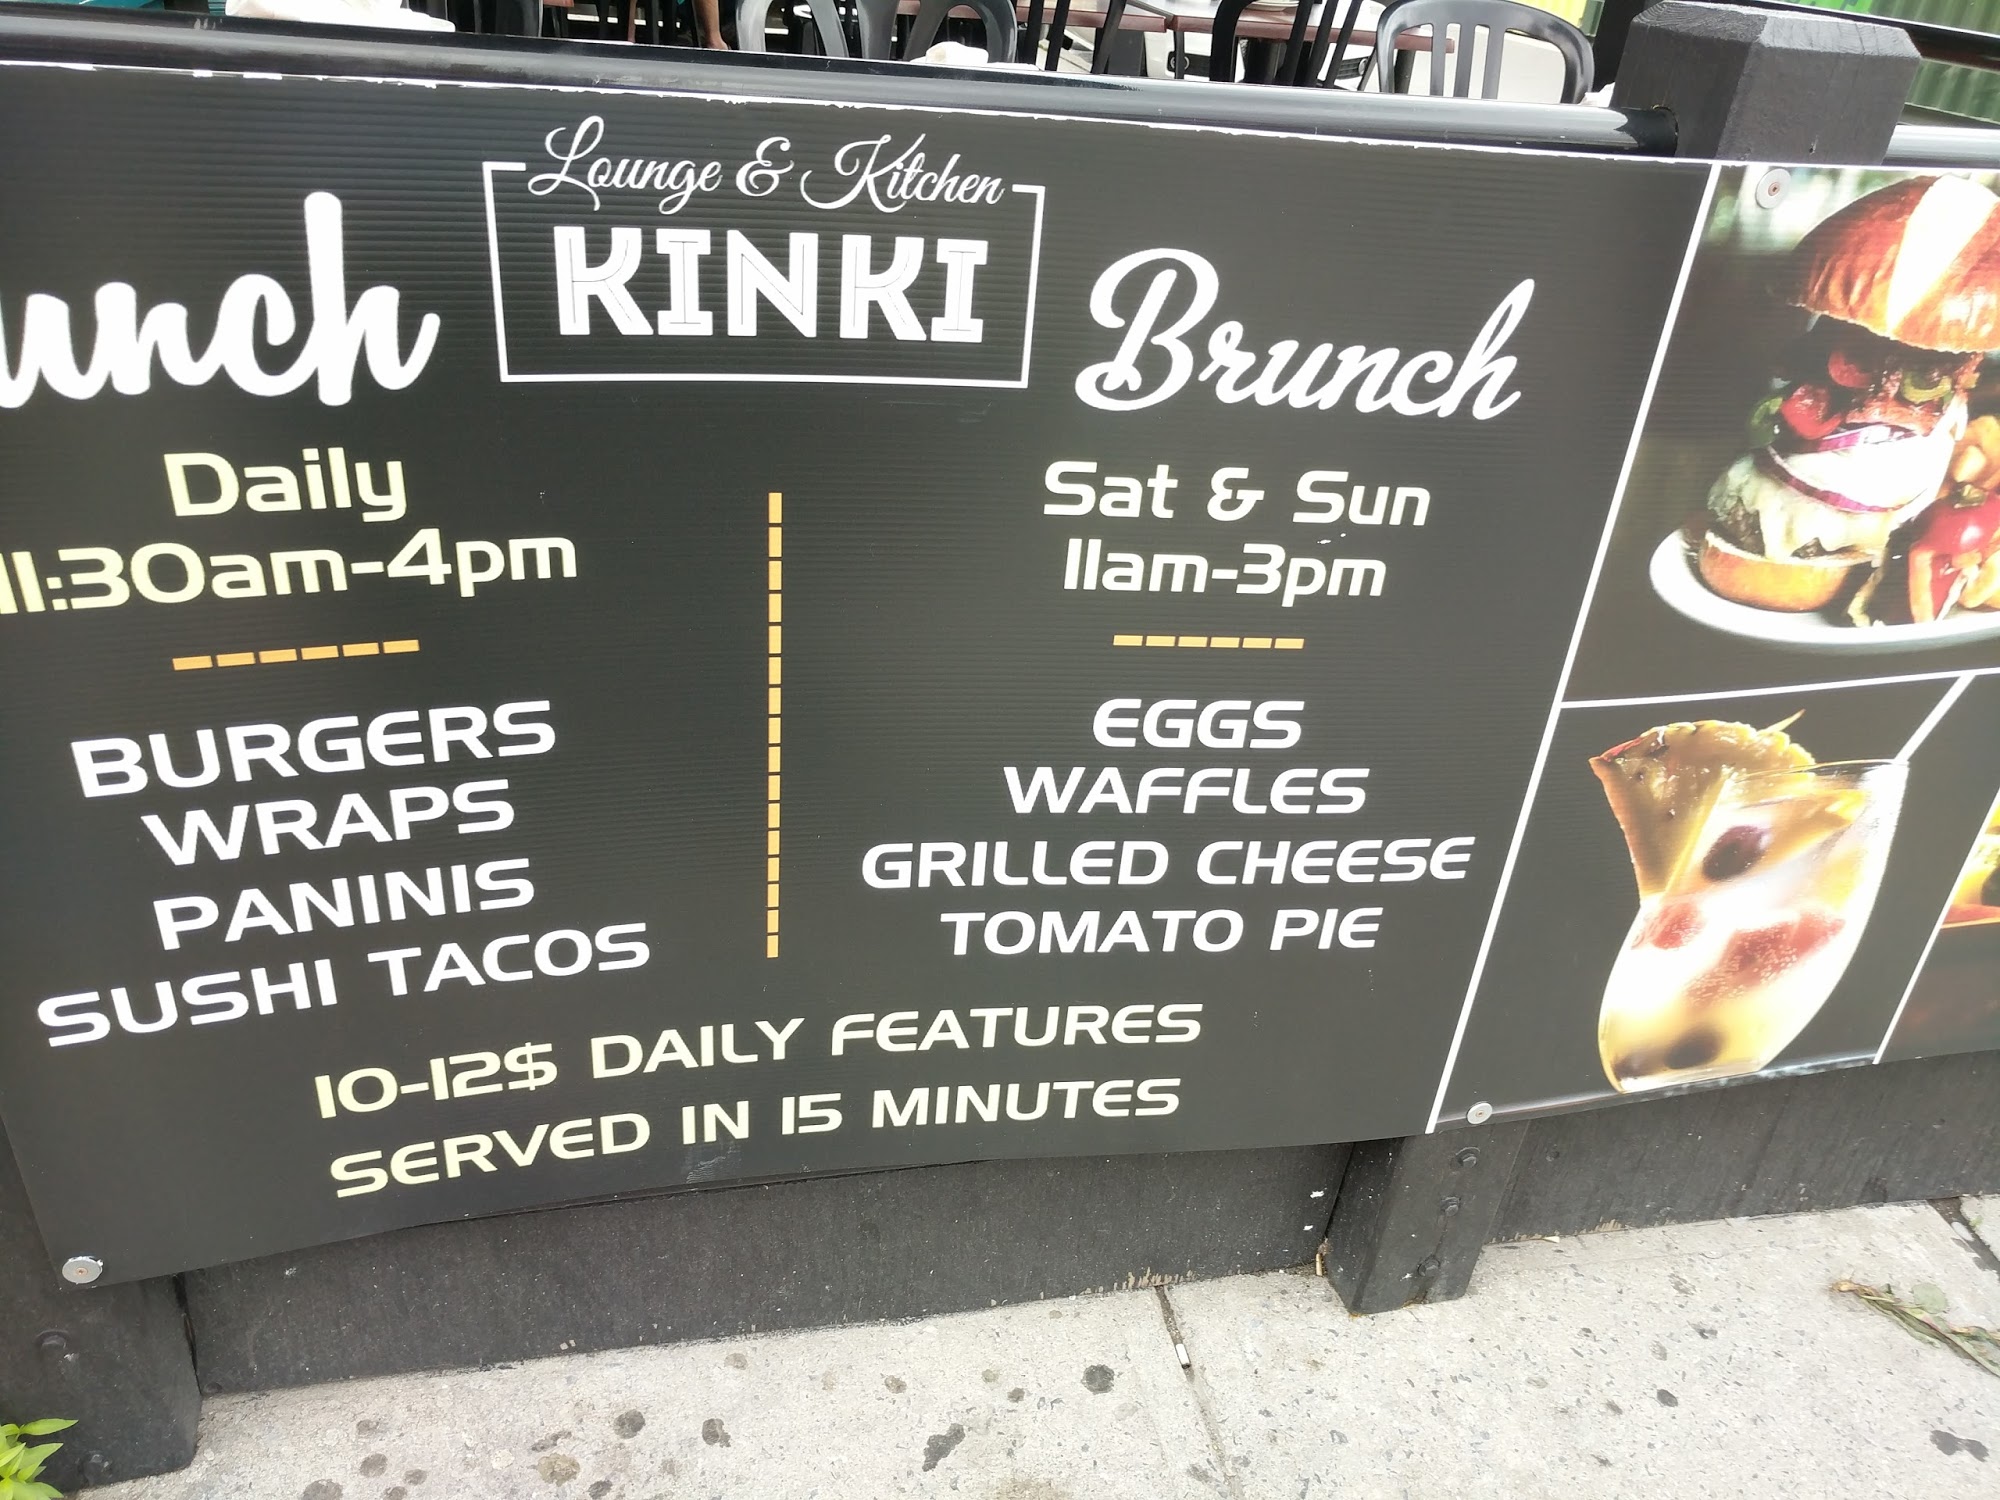 Lounge & Kitchen
KINKI
unch
Daily
11:30am-4pm
BURGERS
WRAPS
PANINIS
SUSHI TACOS
Brunch
Sat & Sun
11am-3pm
EGGS
WAFFLES
GRILLED CHEESE
TOMATO PIE
10-12$ DAILY FEATURES
SERVED IN 15 MINUTES